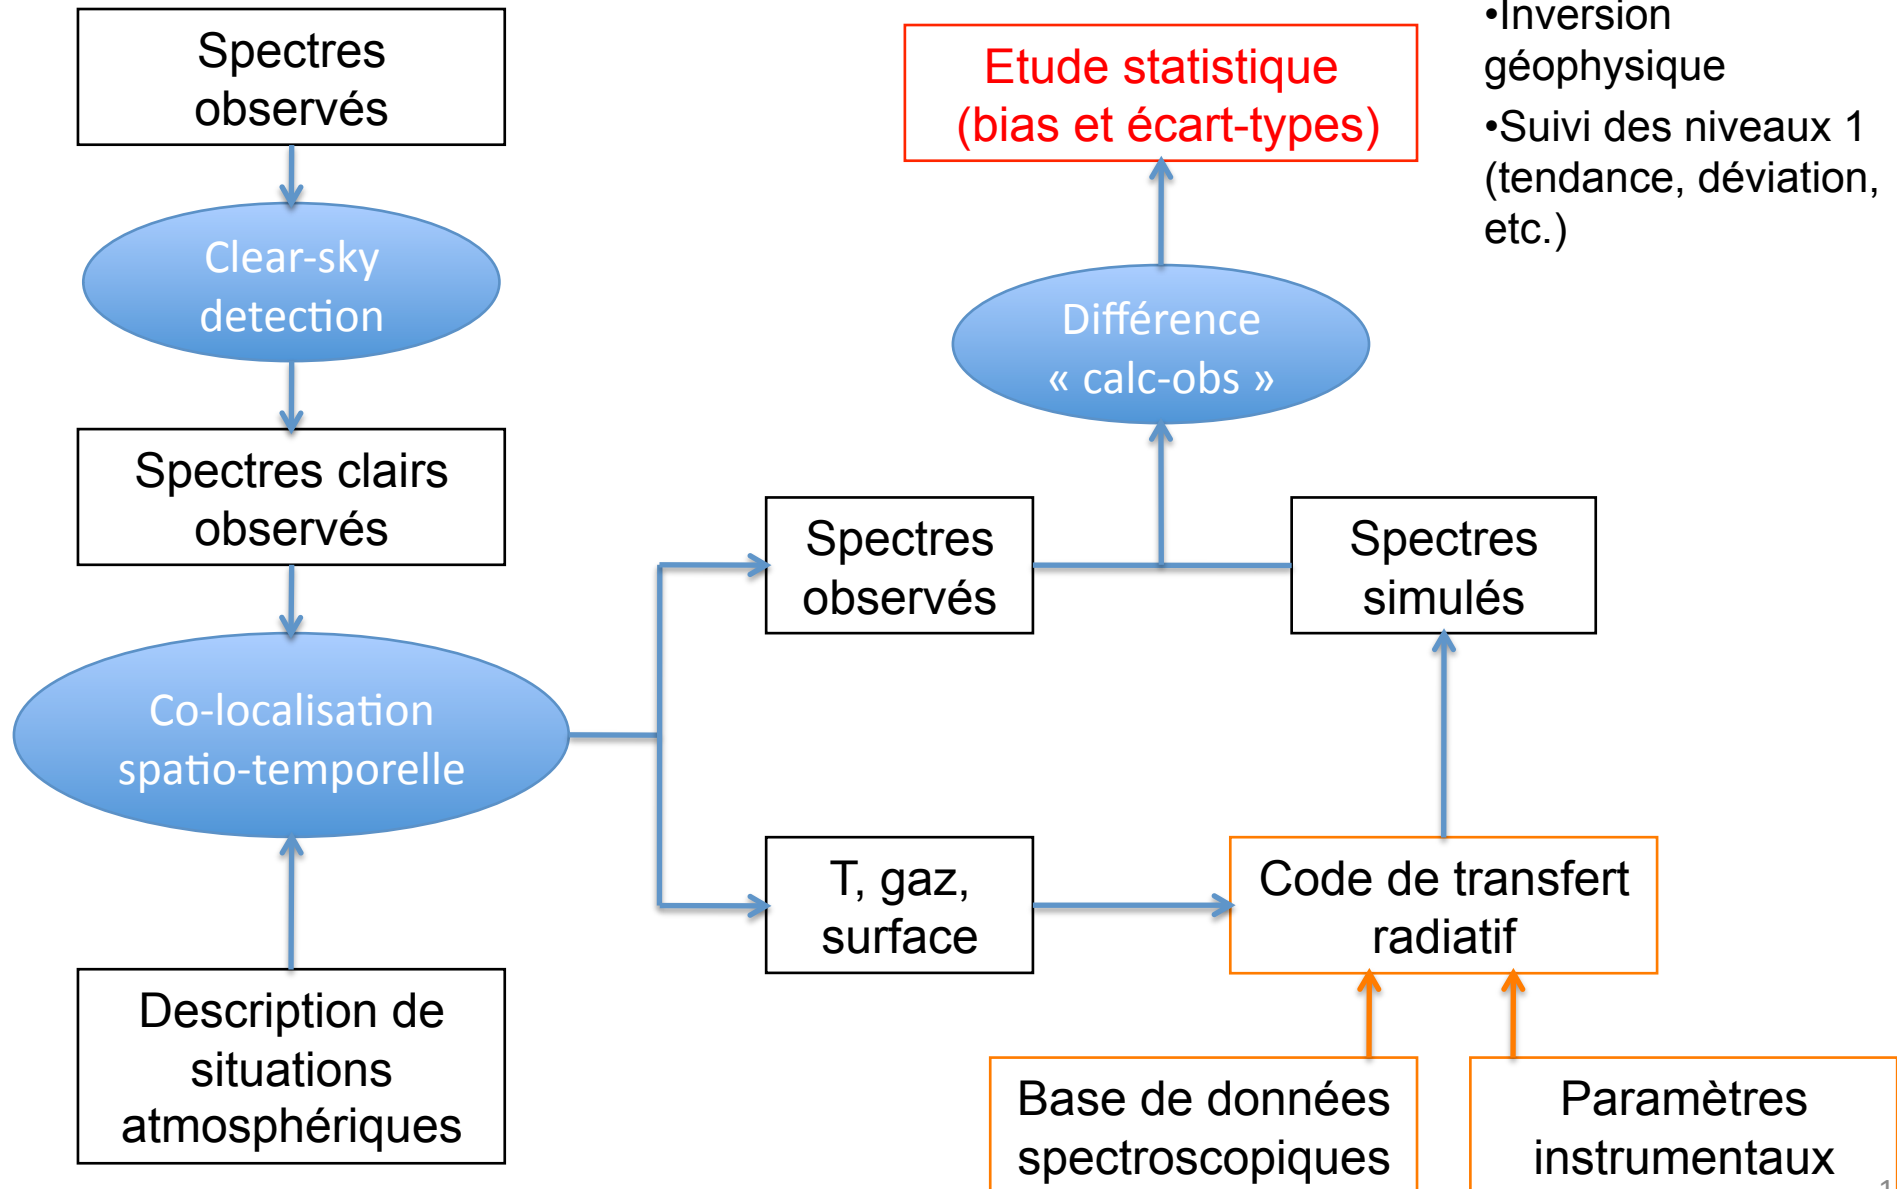 Spectres
observés
Clear-sky
detection
Spectres clairs
observés
Co-localisation
spatio-temporelle
Description de
situations
atmosphériques
Etude statistique
(bias et écart-types)
Différence
« calc-obs »
Spectres
observés
Spectres
simulés
T, gaz,
surface
Code de transfert
radiatif
Base de données
spectroscopiques
Paramètres
instrumentaux
•Inversion
géophysique
•Suivi des niveaux 1
(tendance, déviation,
etc.)